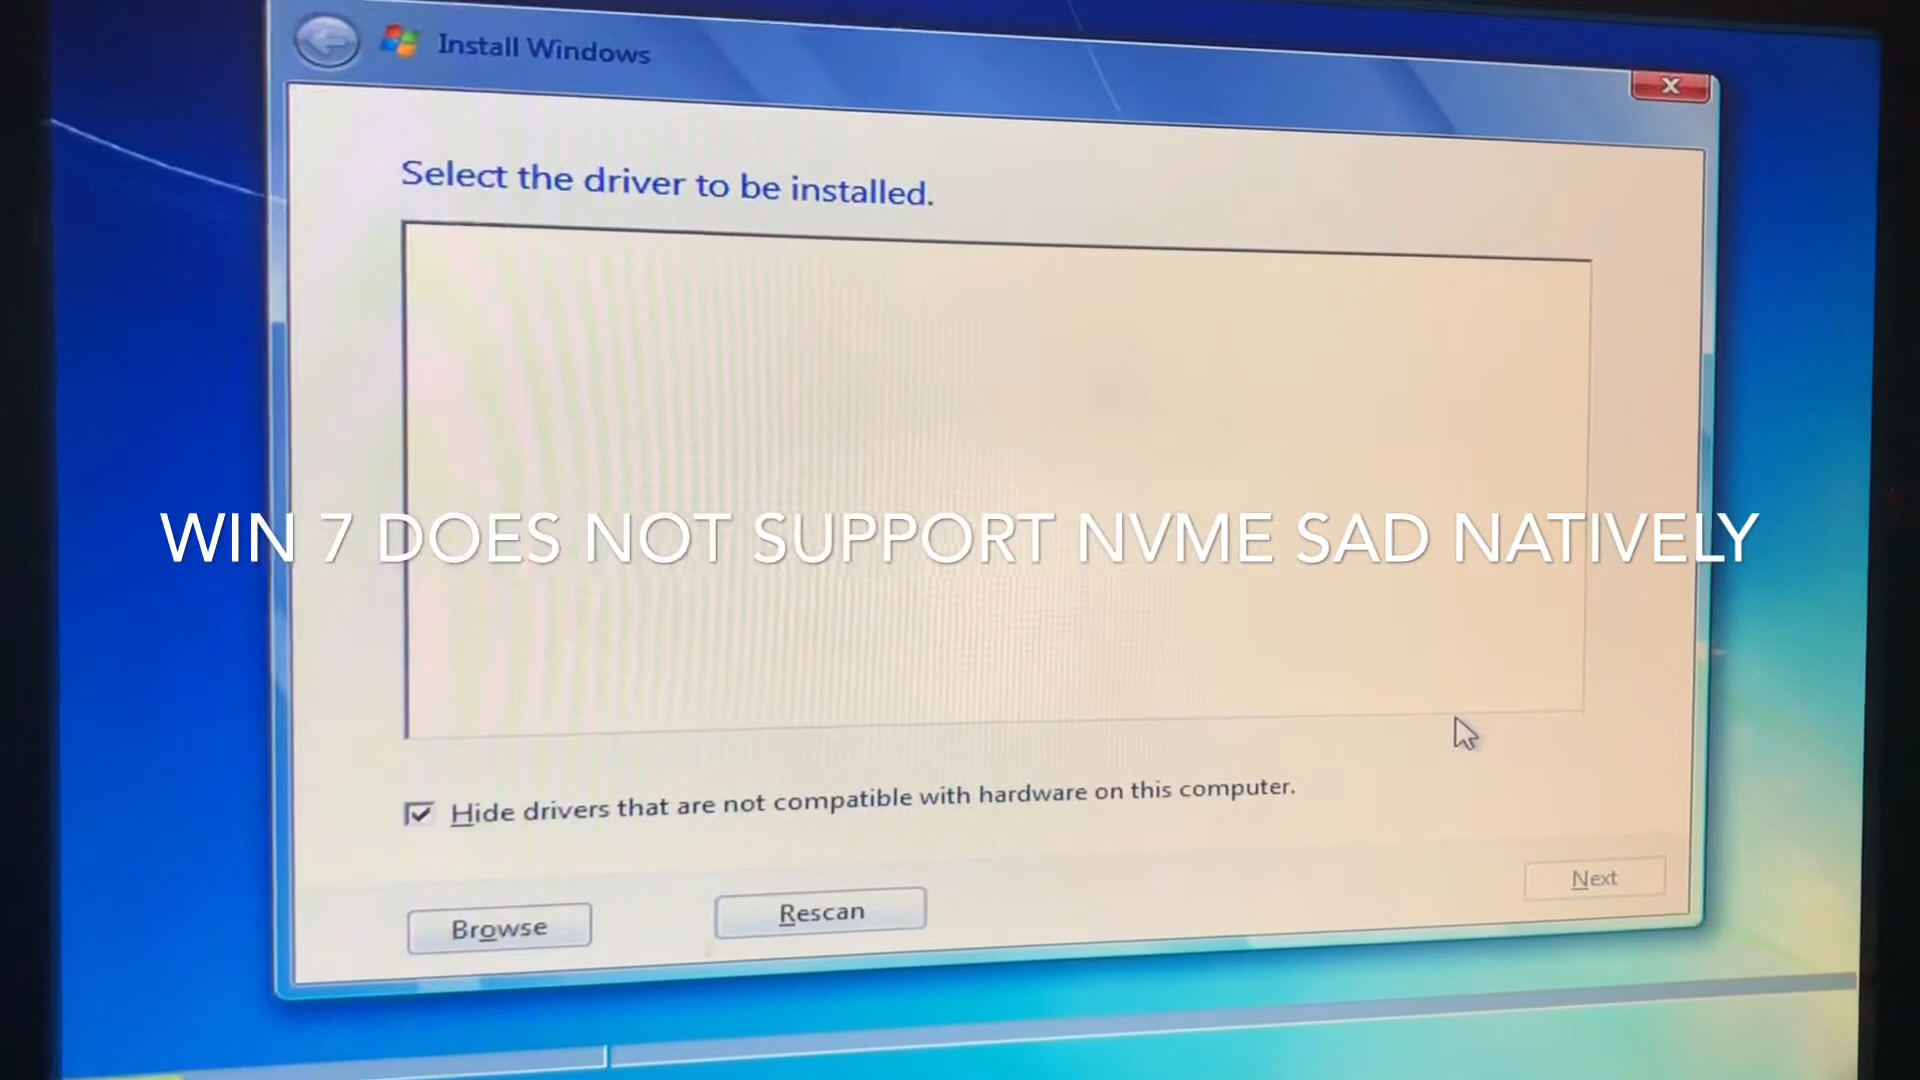 Install Windows
Select the driver to be installed.
WIN 7 DOES NOT SUPPORT NVME SAD NATIVELY
Hide drivers that are not compatible with hardware on this computer.
Browse
Rescan
Next